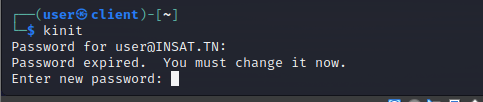 ┌──(user㉿client)-[~]
└─$ kinit
Password for user@INSAT.TN:
Password expired.  You must change it now.
Enter new password: